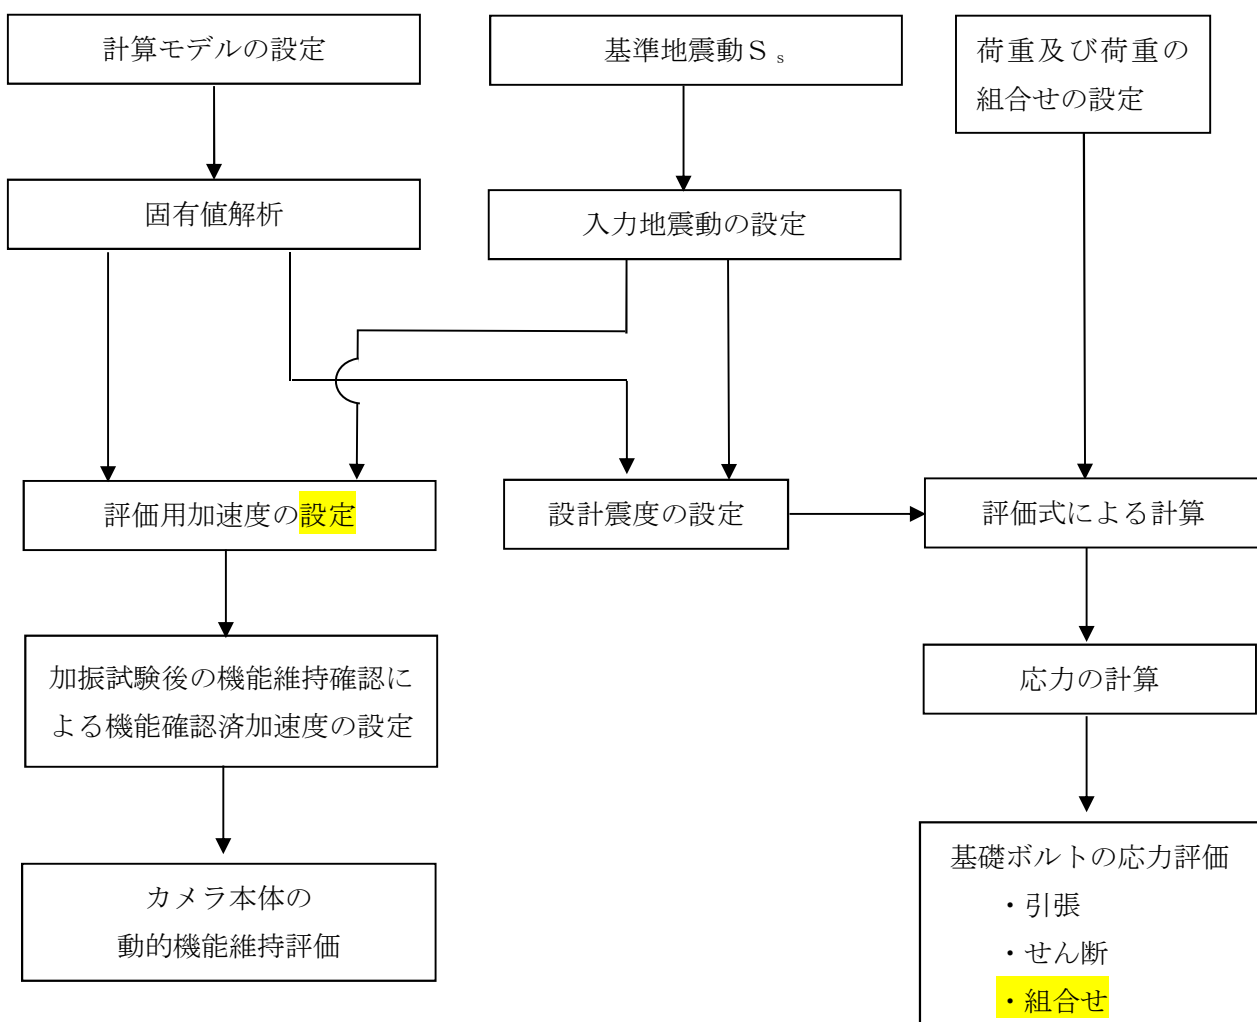 計算モデルの設定
基準地震動Ｓｓ
荷重及び荷重の
組合せの設定
固有値解析
入力地震動の設定
評価用加速度の設定
設計震度の設定
評価式による計算
加振試験後の機能維持確認に
よる機能確認済加速度の設定
応力の計算
カメラ本体の
動的機能維持評価
基礎ボルトの応力評価
・引張
・せん断
・組合せ